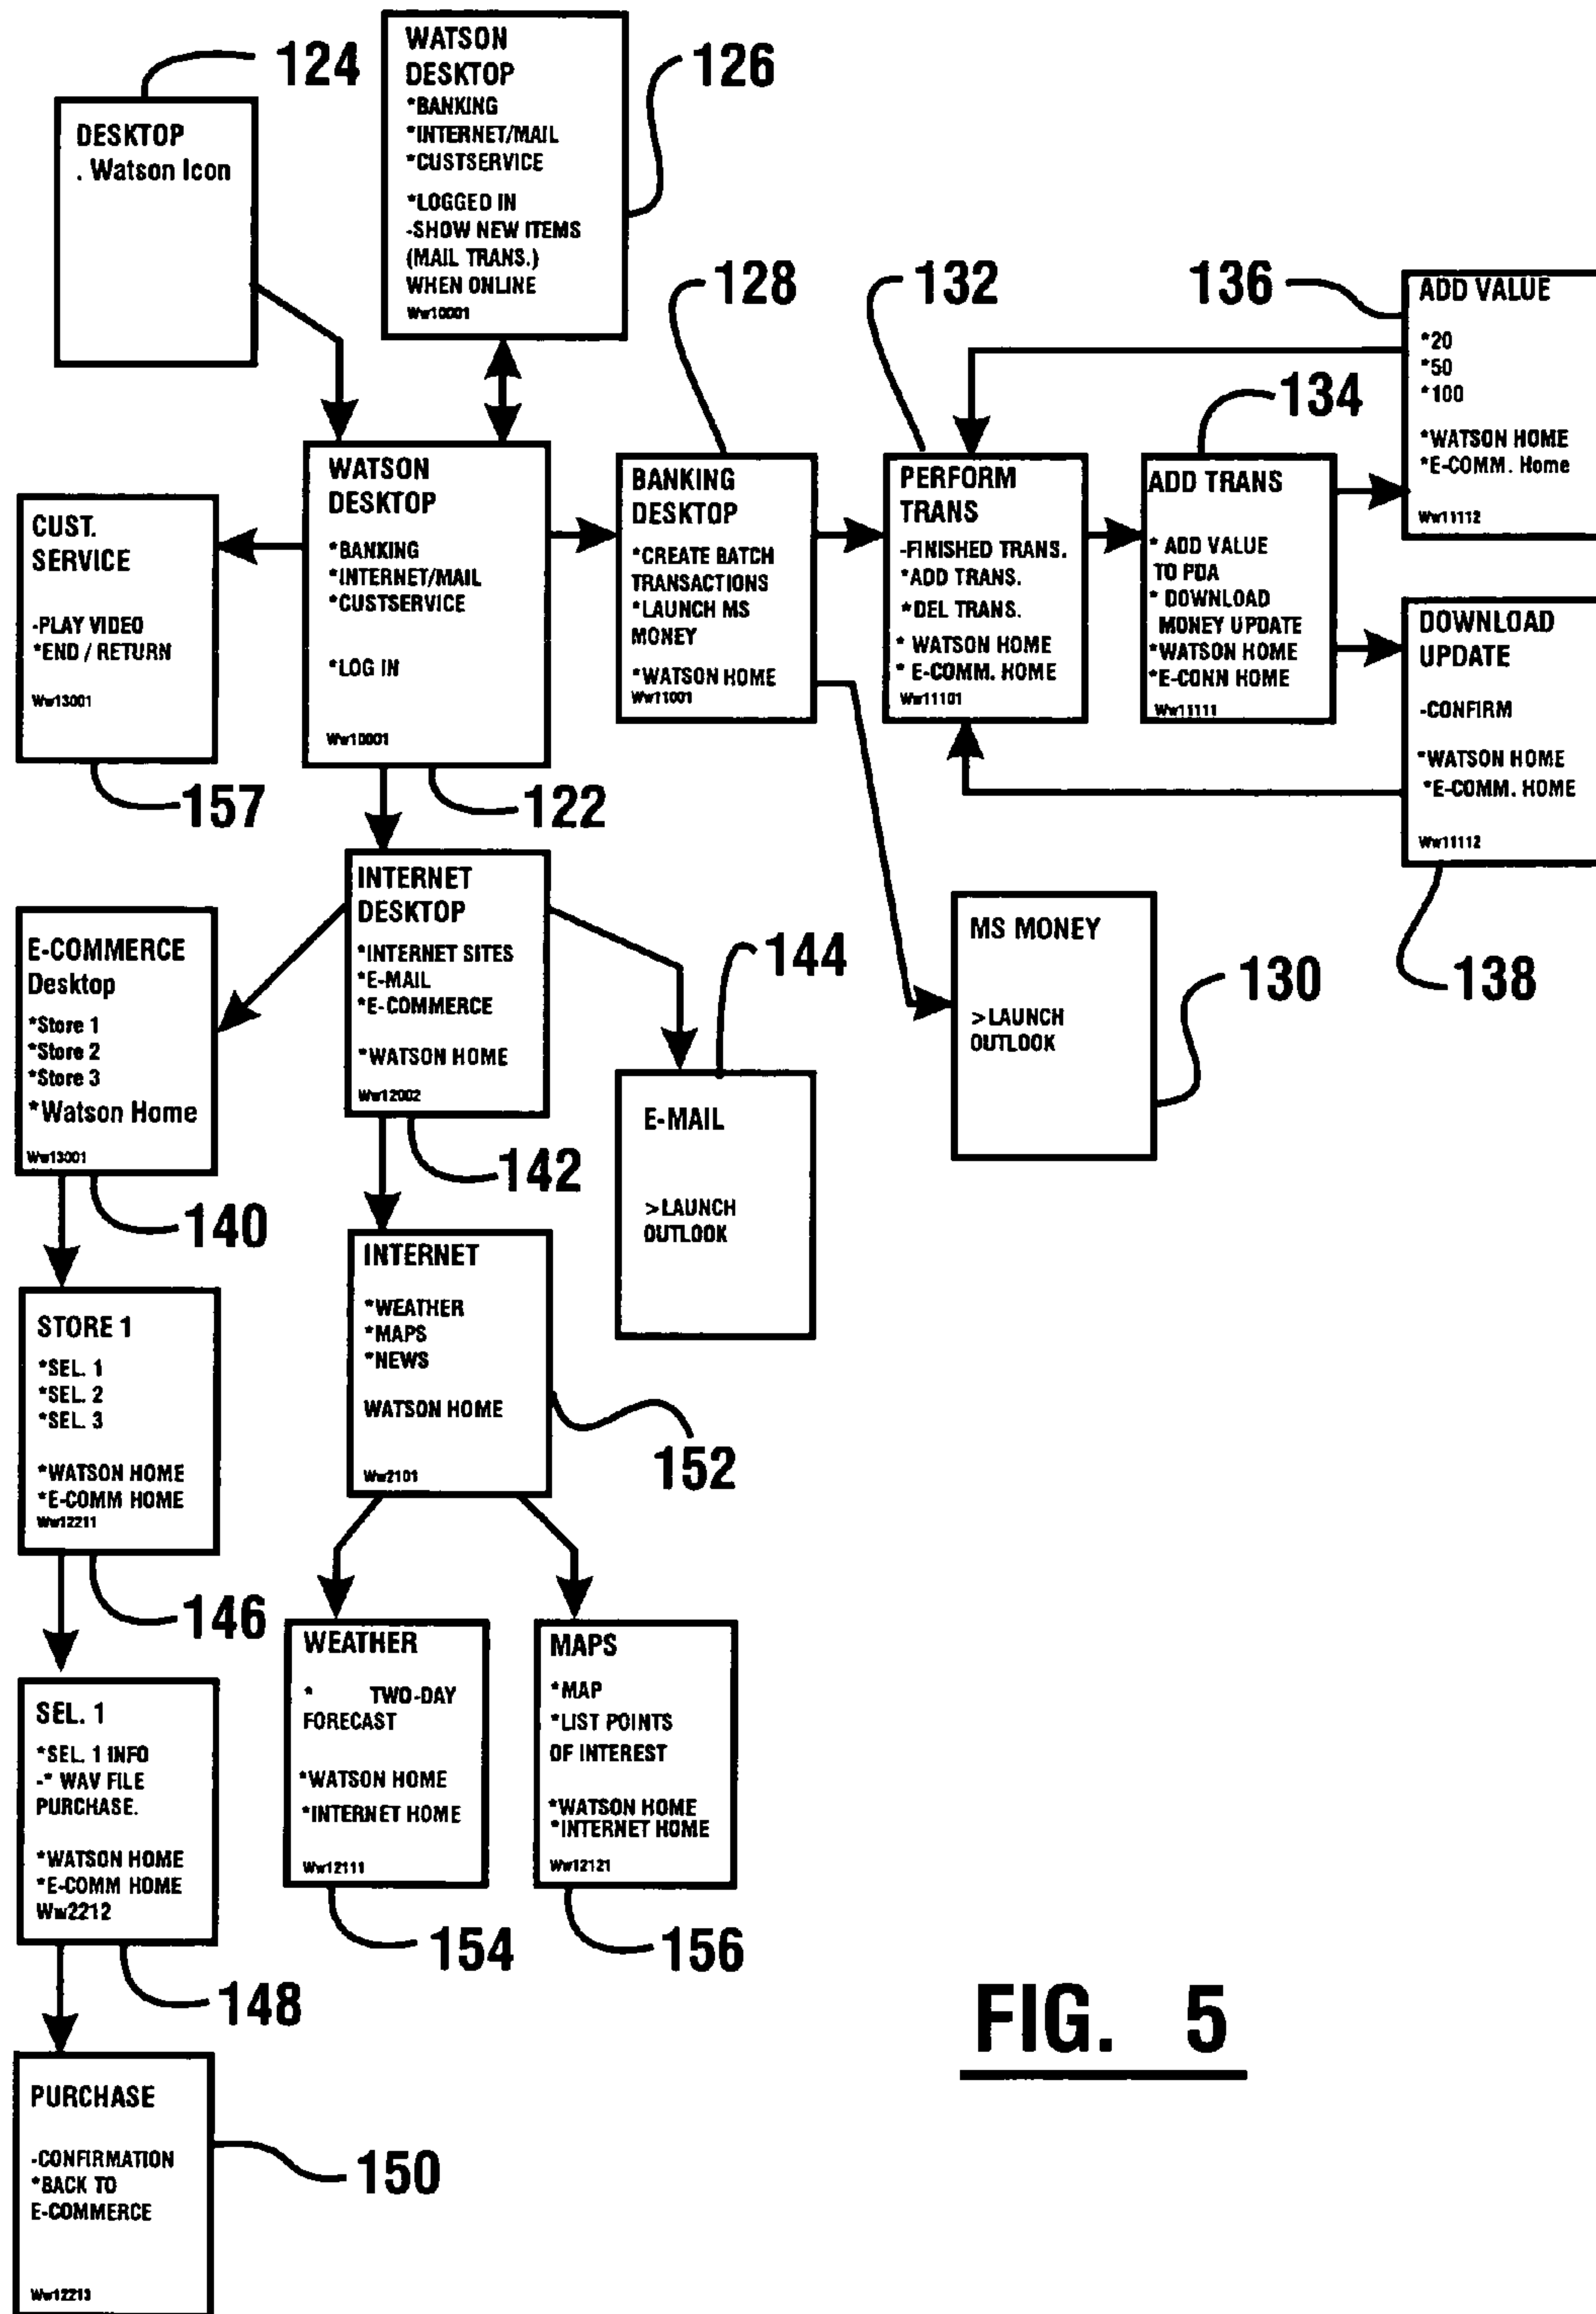 124
DESKTOP
. Watson Icon
WATSON
DESKTOP
*BANKING
*INTERNET/MAIL
*CUSTSERVICE
*LOGGED IN
-SHOW NEW ITEMS
(MAIL TRANS.)
WHEN ONLINE
Ww10001
126
CUST.
SERVICE
-PLAY VIDEO
*END / RETURN
Ww13001
157
WATSON
DESKTOP
*BANKING
*INTERNET/MAIL
*CUSTSERVICE
*LOG IN
Ww10001
122
128
BANKING
DESKTOP
*CREATE BATCH
TRANSACTIONS
*LAUNCH MS
MONEY
*WATSON HOME
Ww11001
132
PERFORM
TRANS
-FINISHED TRANS.
*ADD TRANS.
*DEL TRANS.
* WATSON HOME
* E-COMM. HOME
Ww11101
134
ADD TRANS
* ADD VALUE
TO PDA
* DOWNLOAD
MONEY UPDATE
*WATSON HOME
*E-CONN HOME
Ww11111
136
ADD VALUE
*20
*50
*100
*WATSON HOME
*E-COMM. Home
Ww11112
DOWNLOAD
UPDATE
-CONFIRM
*WATSON HOME
*E-COMM. HOME
Ww11112
138
MS MONEY
>LAUNCH
OUTLOOK
130
INTERNET
DESKTOP
*INTERNET SITES
*E-MAIL
*E-COMMERCE
*WATSON HOME
Ww12002
142
144
E-MAIL
>LAUNCH
OUTLOOK
E-COMMERCE
Desktop
*Store 1
*Store 2
*Store 3
*Watson Home
Ww13001
140
INTERNET
*WEATHER
*MAPS
*NEWS
WATSON HOME
Ww2101
152
STORE 1
*SEL. 1
*SEL. 2
*SEL. 3
*WATSON HOME
*E-COMM HOME
Ww12211
146
WEATHER
* TWO-DAY
FORECAST
*WATSON HOME
*INTERNET HOME
Ww12111
154
MAPS
*MAP
*LIST POINTS
OF INTEREST
*WATSON HOME
*INTERNET HOME
Ww12121
156
SEL. 1
*SEL. 1 INFO
-* WAV FILE
PURCHASE.
*WATSON HOME
*E-COMM HOME
Ww2212
148
PURCHASE
-CONFIRMATION
*BACK TO
E-COMMERCE
Ww12213
150
FIG. 5